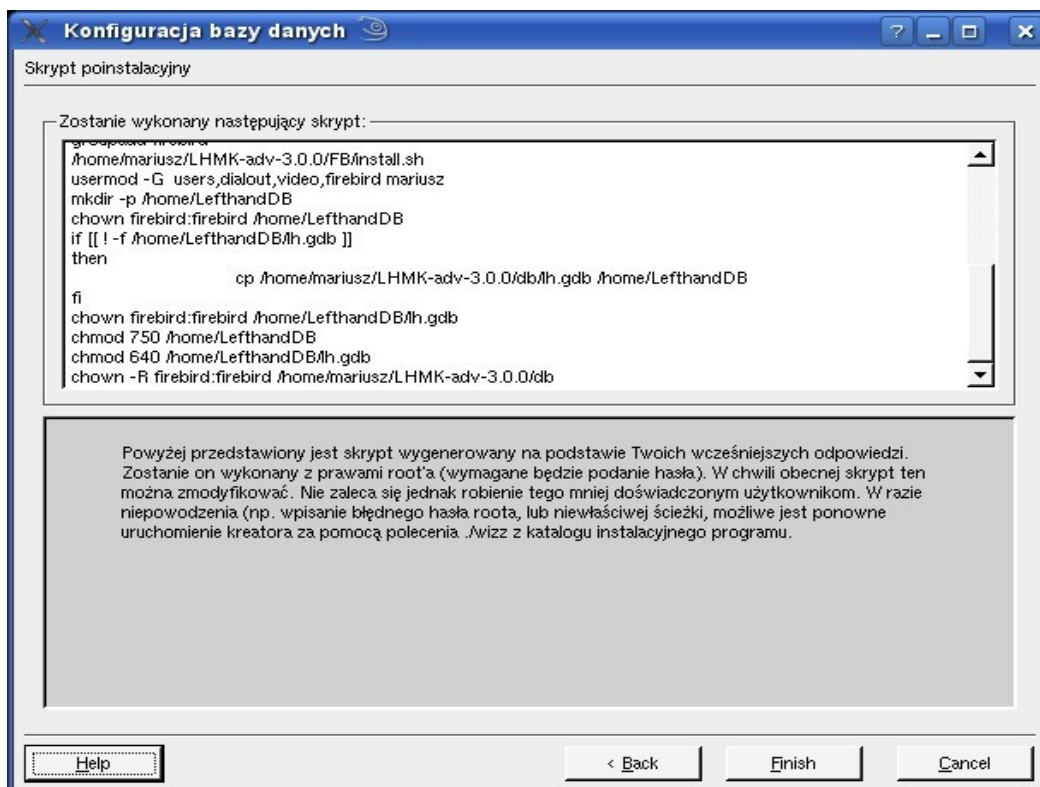 Konfiguracja bazy danych
Skrypt poinstalacyjny
Zostanie wykonany następujący skrypt:
groupadd firebird
/home/mariusz/LHMK-adv-3.0.0/FB/install.sh
usermod -G users,dialout,video,firebird mariusz
mkdir -p /home/LefthandDB
chown firebird:firebird /home/LefthandDB
if [[ ! -f /home/LefthandDB/lh.gdb ]]
then
cp /home/mariusz/LHMK-adv-3.0.0/db/lh.gdb /home/LefthandDB
fi
chown firebird:firebird /home/LefthandDB/lh.gdb
chmod 750 /home/LefthandDB
chmod 640 /home/LefthandDB/lh.gdb
chown -R firebird:firebird /home/mariusz/LHMK-adv-3.0.0/db
Powyżej przedstawiony jest skrypt wygenerowany na podstawie Twoich wcześniejszych odpowiedzi.
Zostanie on wykonany z prawami root'a (wymagane będzie podanie hasła). W chwili obecnej skrypt ten
można zmodyfikować. Nie zaleca się jednak robienie tego mniej doświadczonym użytkownikom. W razie
niepowodzenia (np. wpisanie błędnego hasła roota, lub niewłaściwej ścieżki, możliwe jest ponowne
uruchomienie kreatora za pomocą polecenia ./wizz z katalogu instalacyjnego programu.
Help
< Back
Finish
Cancel